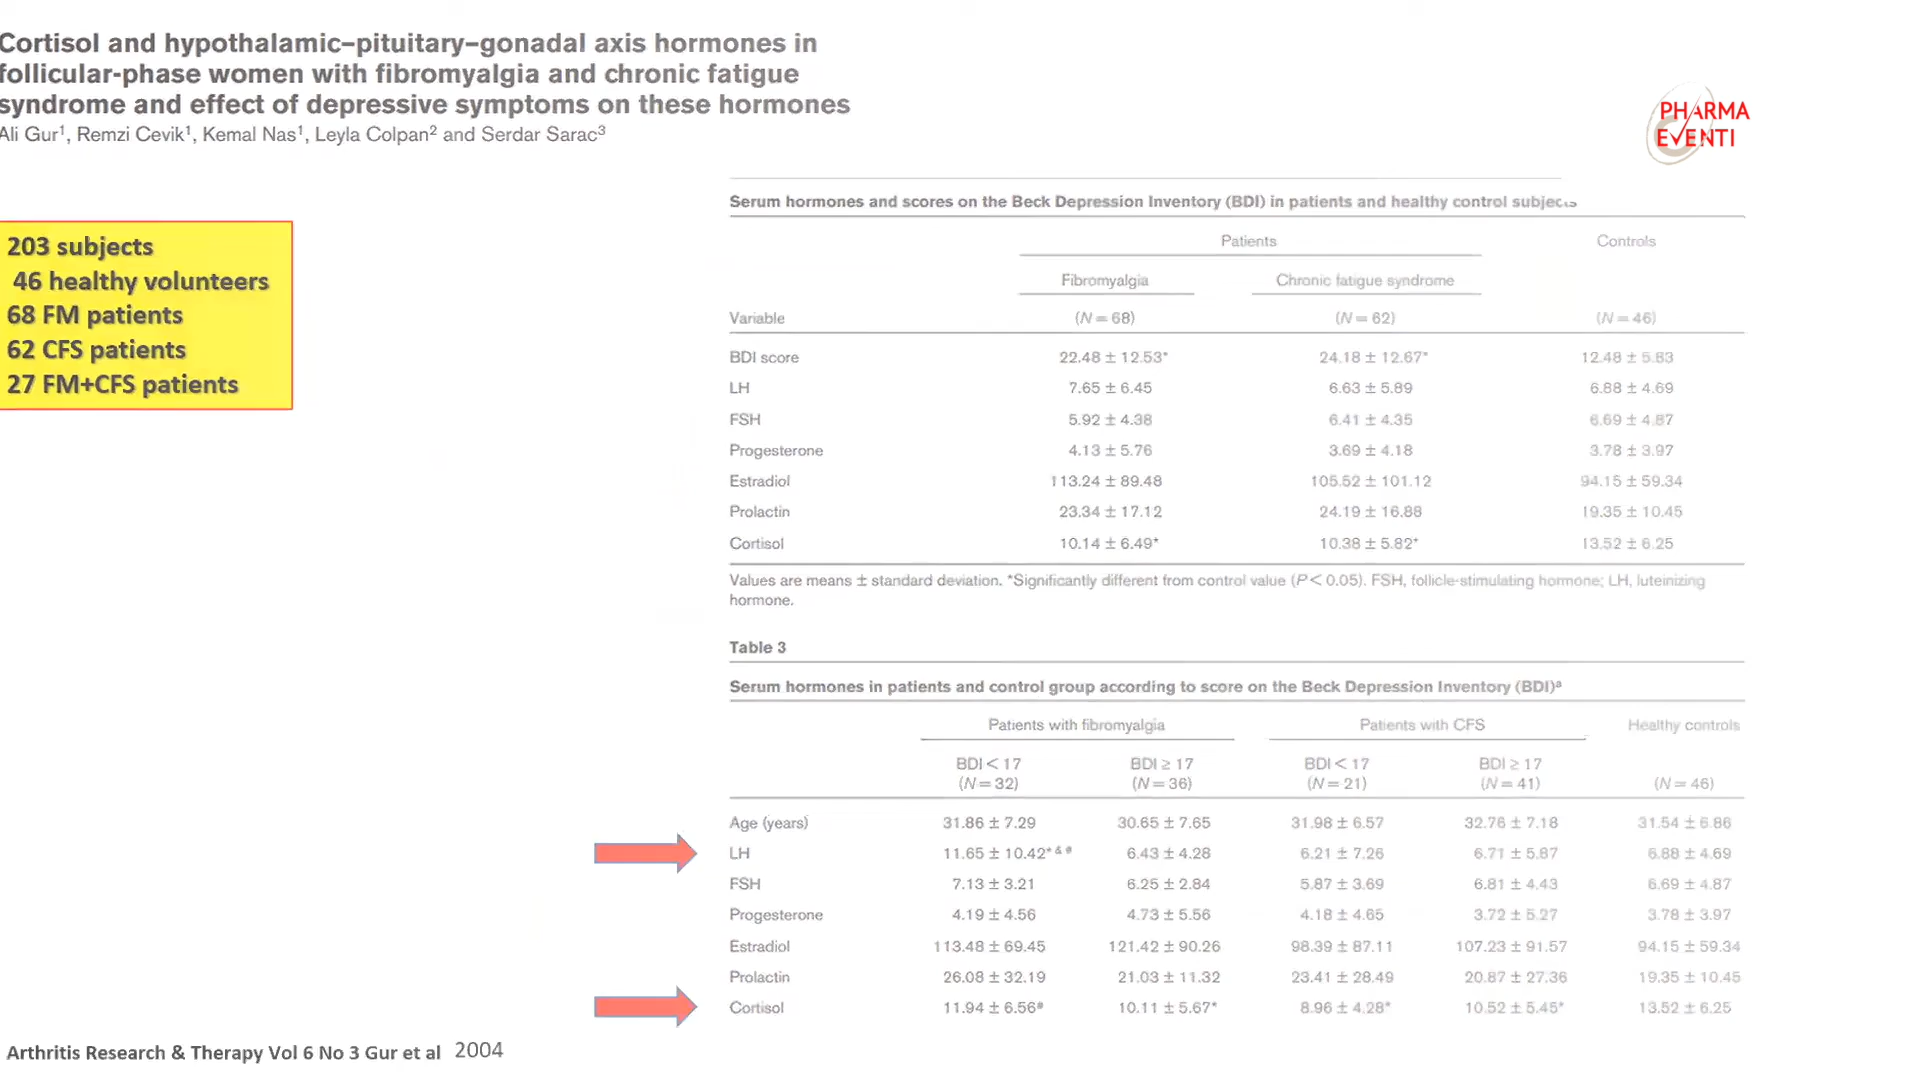 Cortisol and hypothalamic–pituitary–gonadal axis hormones in
follicular-phase women with fibromyalgia and chronic fatigue
syndrome and effect of depressive symptoms on these hormones
Ali Gur¹, Remzi Cevik¹, Kemal Nas¹, Leyla Colpan² and Serdar Sarac³
PHARMA
EVENTI
203 subjects
46 healthy volunteers
68 FM patients
62 CFS patients
27 FM+CFS patients
Serum hormones and scores on the Beck Depression Inventory (BDI) in patients and healthy control subjects
Patients Controls
Fibromyalgia Chronic fatigue syndrome
Variable (N = 68) (N = 62) (N = 46)
BDI score 22.48 ± 12.53* 24.18 ± 12.67* 12.48 ± 5.83
LH 7.65 ± 6.45 6.63 ± 5.89 6.88 ± 4.69
FSH 5.92 ± 4.38 6.41 ± 4.35 6.69 ± 4.87
Progesterone 4.13 ± 5.76 3.69 ± 4.18 3.78 ± 3.97
Estradiol 113.24 ± 89.48 105.52 ± 101.12 94.15 ± 59.34
Prolactin 23.34 ± 17.12 24.19 ± 16.88 19.35 ± 10.45
Cortisol 10.14 ± 6.49* 10.38 ± 5.82* 13.52 ± 6.25
Values are means ± standard deviation. *Significantly different from control value (P < 0.05). FSH, follicle-stimulating hormone; LH, luteinizing
hormone.
Table 3
Serum hormones in patients and control group according to score on the Beck Depression Inventory (BDI)ª
Patients with fibromyalgia Patients with CFS Healthy controls
BDI < 17 BDI ≥ 17 BDI < 17 BDI ≥ 17
(N = 32) (N = 36) (N = 21) (N = 41) (N = 46)
Age (years) 31.86 ± 7.29 30.65 ± 7.65 31.98 ± 6.57 32.76 ± 7.18 31.54 ± 6.86
LH 11.65 ± 10.42*&# 6.43 ± 4.28 6.21 ± 7.26 6.71 ± 5.87 6.88 ± 4.69
FSH 7.13 ± 3.21 6.25 ± 2.84 5.87 ± 3.69 6.81 ± 4.43 6.69 ± 4.87
Progesterone 4.19 ± 4.56 4.73 ± 5.56 4.18 ± 4.65 3.72 ± 5.27 3.78 ± 3.97
Estradiol 113.48 ± 69.45 121.42 ± 90.26 98.39 ± 87.11 107.23 ± 91.57 94.15 ± 59.34
Prolactin 26.08 ± 32.19 21.03 ± 11.32 23.41 ± 28.49 20.87 ± 27.36 19.35 ± 10.45
Cortisol 11.94 ± 6.56# 10.11 ± 5.67* 8.96 ± 4.28* 10.52 ± 5.45* 13.52 ± 6.25
Arthritis Research & Therapy Vol 6 No 3 Gur et al 2004